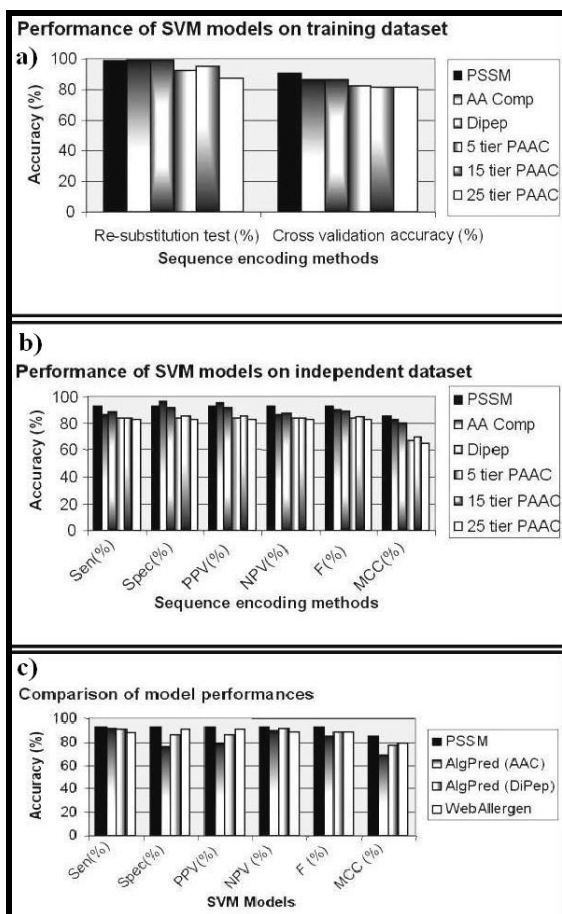 Performance of SVM models on training dataset
a)
Accuracy (%)
100
80
60
40
20
0
Re-substitution test (%) Cross validation accuracy (%)
Sequence encoding methods
PSSM
AA Comp
Dipep
5 tier PAAC
15 tier PAAC
25 tier PAAC
b)
Performance of SVM models on independent dataset
Accuracy (%)
100
80
60
40
20
0
Sen(%) Spec(%) PPV(%) NPV(%) F(%) MCC(%)
Sequence encoding methods
PSSM
AA Comp
Dipep
5 tier PAAC
15 tier PAAC
25 tier PAAC
c)
Comparison of model performances
Accuracy (%)
100
80
60
40
20
0
Sen(%) Spec(%) PPV(%) NPV (%) F (%) MCC (%)
SVM Models
PSSM
AlgPred (AAC)
AlgPred (DiPep)
WebAllergen